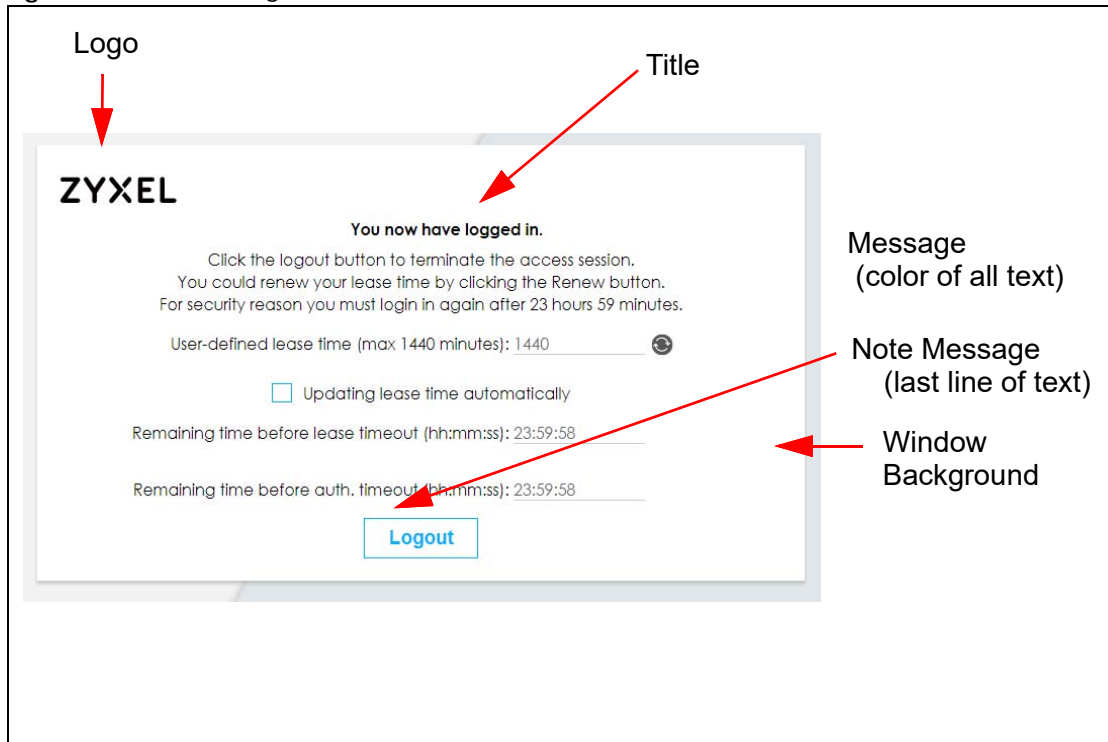 Logo
Title
ZYXEL
You now have logged in.
Click the logout button to terminate the access session.
You could renew your lease time by clicking the Renew button.
For security reason you must login in again after 23 hours 59 minutes.
User-defined lease time (max 1440 minutes): 1440
Updating lease time automatically
Remaining time before lease timeout (hh:mm:ss): 23:59:58
Remaining time before auth. timeout (hh:mm:ss): 23:59:58
Logout
Message
(color of all text)
Note Message
(last line of text)
Window
Background